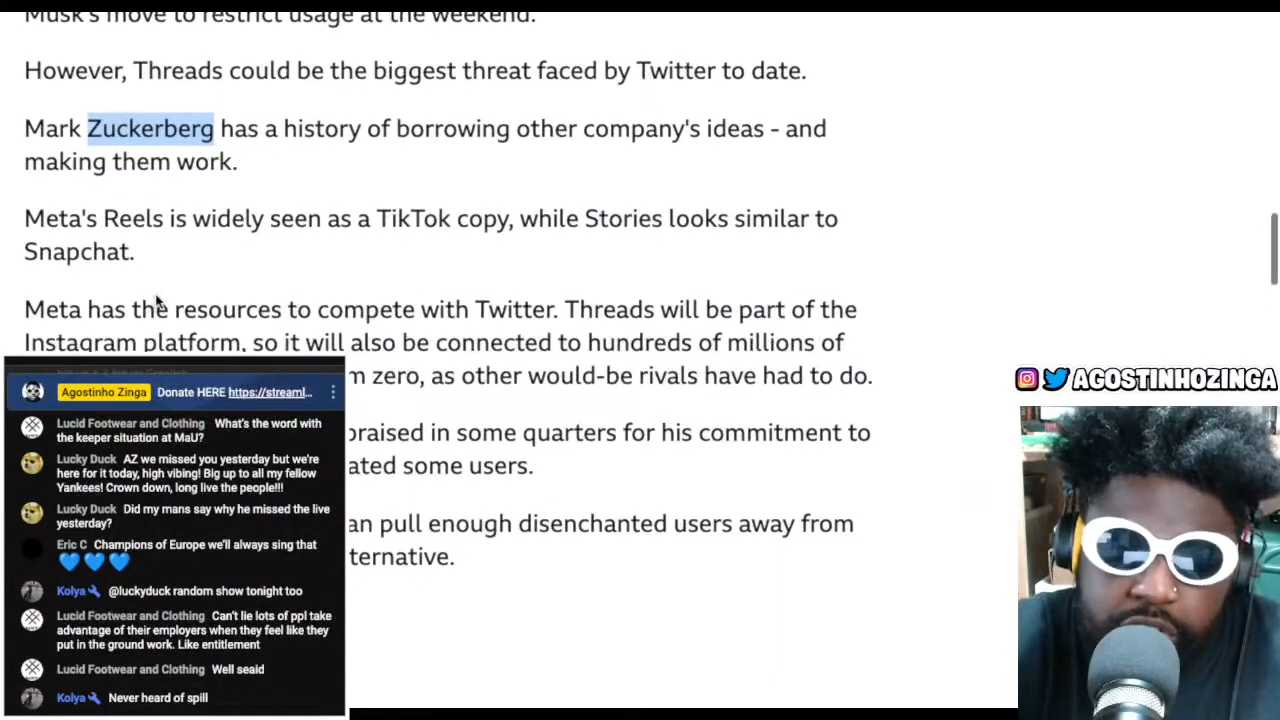 Musk's move to restrict usage at the weekend.
However, Threads could be the biggest threat faced by Twitter to date.
Mark Zuckerberg has a history of borrowing other company's ideas - and
making them work.
Meta's Reels is widely seen as a TikTok copy, while Stories looks similar to
Snapchat.
Meta has the resources to compete with Twitter. Threads will be part of the
Instagram platform, so it will also be connected to hundreds of millions of
m zero, as other would-be rivals have had to do.
praised in some quarters for his commitment to
ated some users.
an pull enough disenchanted users away from
ternative.
Agostinho Zinga Donate HERE https://streaml...
Lucid Footwear and Clothing What's the word with
the keeper situation at MaU?
Lucky Duck AZ we missed you yesterday but we're
here for it today, high vibing! Big up to all my fellow
Yankees! Crown down, long live the people!!!
Lucky Duck Did my mans say why he missed the live
yesterday?
Eric C Champions of Europe we'll always sing that
Kolya @luckyduck random show tonight too
Lucid Footwear and Clothing Can't lie lots of ppl take
advantage of their employers when they feel like they
put in the ground work. Like entitlement
Lucid Footwear and Clothing Well seaid
Kolya Never heard of spill
AGOSTINHOZINGA